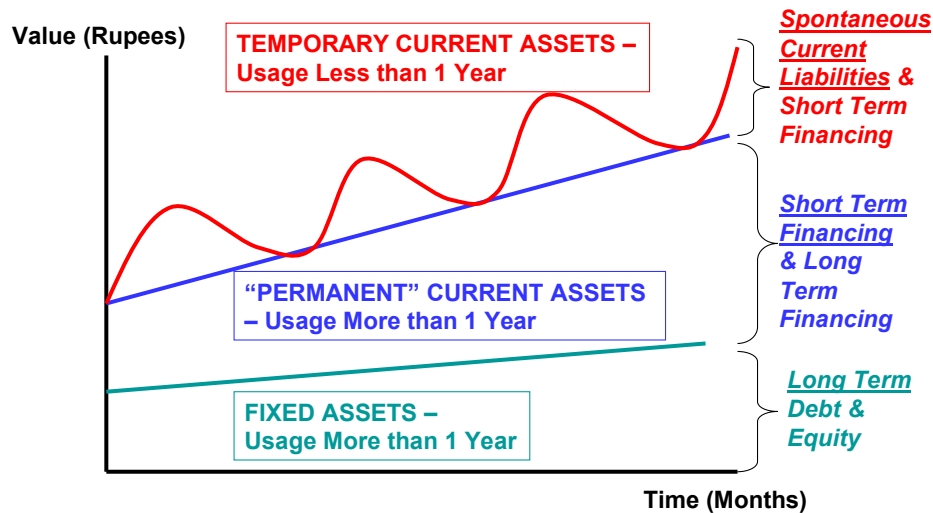 Value (Rupees)
TEMPORARY CURRENT ASSETS –
Usage Less than 1 Year
Spontaneous
Current
Liabilities &
Short Term
Financing
“PERMANENT” CURRENT ASSETS
– Usage More than 1 Year
Short Term
Financing
& Long
Term
Financing
FIXED ASSETS –
Usage More than 1 Year
Long Term
Debt &
Equity
Time (Months)